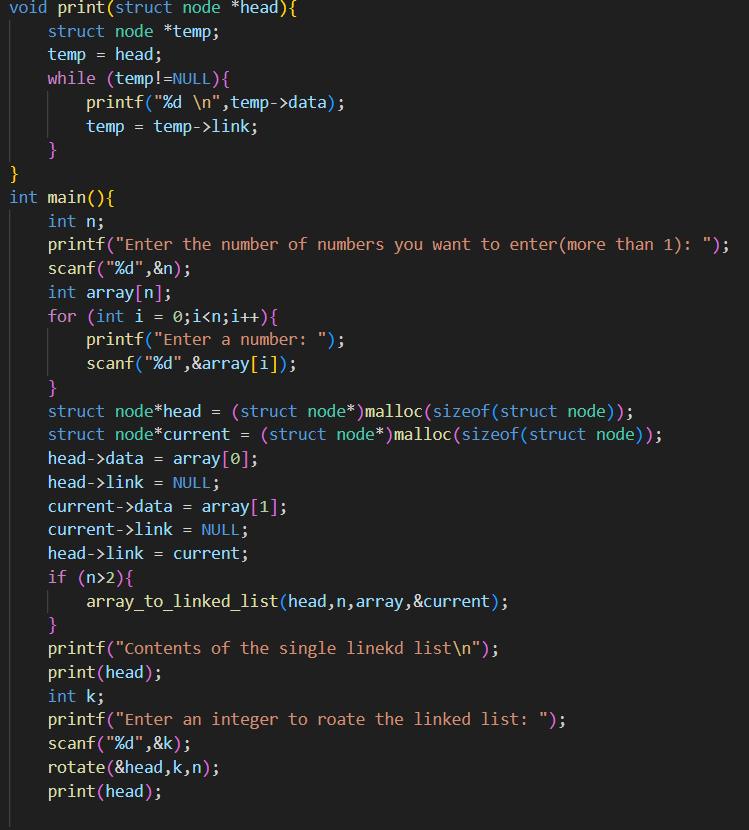 void print(struct node *head){
struct node *temp;
temp = head;
while (temp!=NULL){
printf("%d \n",temp->data);
temp = temp->link;
}
}
int main(){
int n;
printf("Enter the number of numbers you want to enter(more than 1): ");
scanf("%d",&n);
int array[n];
for (int i = 0;i<n;i++){
printf("Enter a number: ");
scanf("%d",&array[i]);
}
struct node*head = (struct node*)malloc(sizeof(struct node));
struct node*current = (struct node*)malloc(sizeof(struct node));
head->data = array[0];
head->link = NULL;
current->data = array[1];
current->link = NULL;
head->link = current;
if (n>2){
array_to_linked_list(head,n,array,&current);
}
printf("Contents of the single linekd list\n");
print(head);
int k;
printf("Enter an integer to roate the linked list: ");
scanf("%d",&k);
rotate(&head,k,n);
print(head);